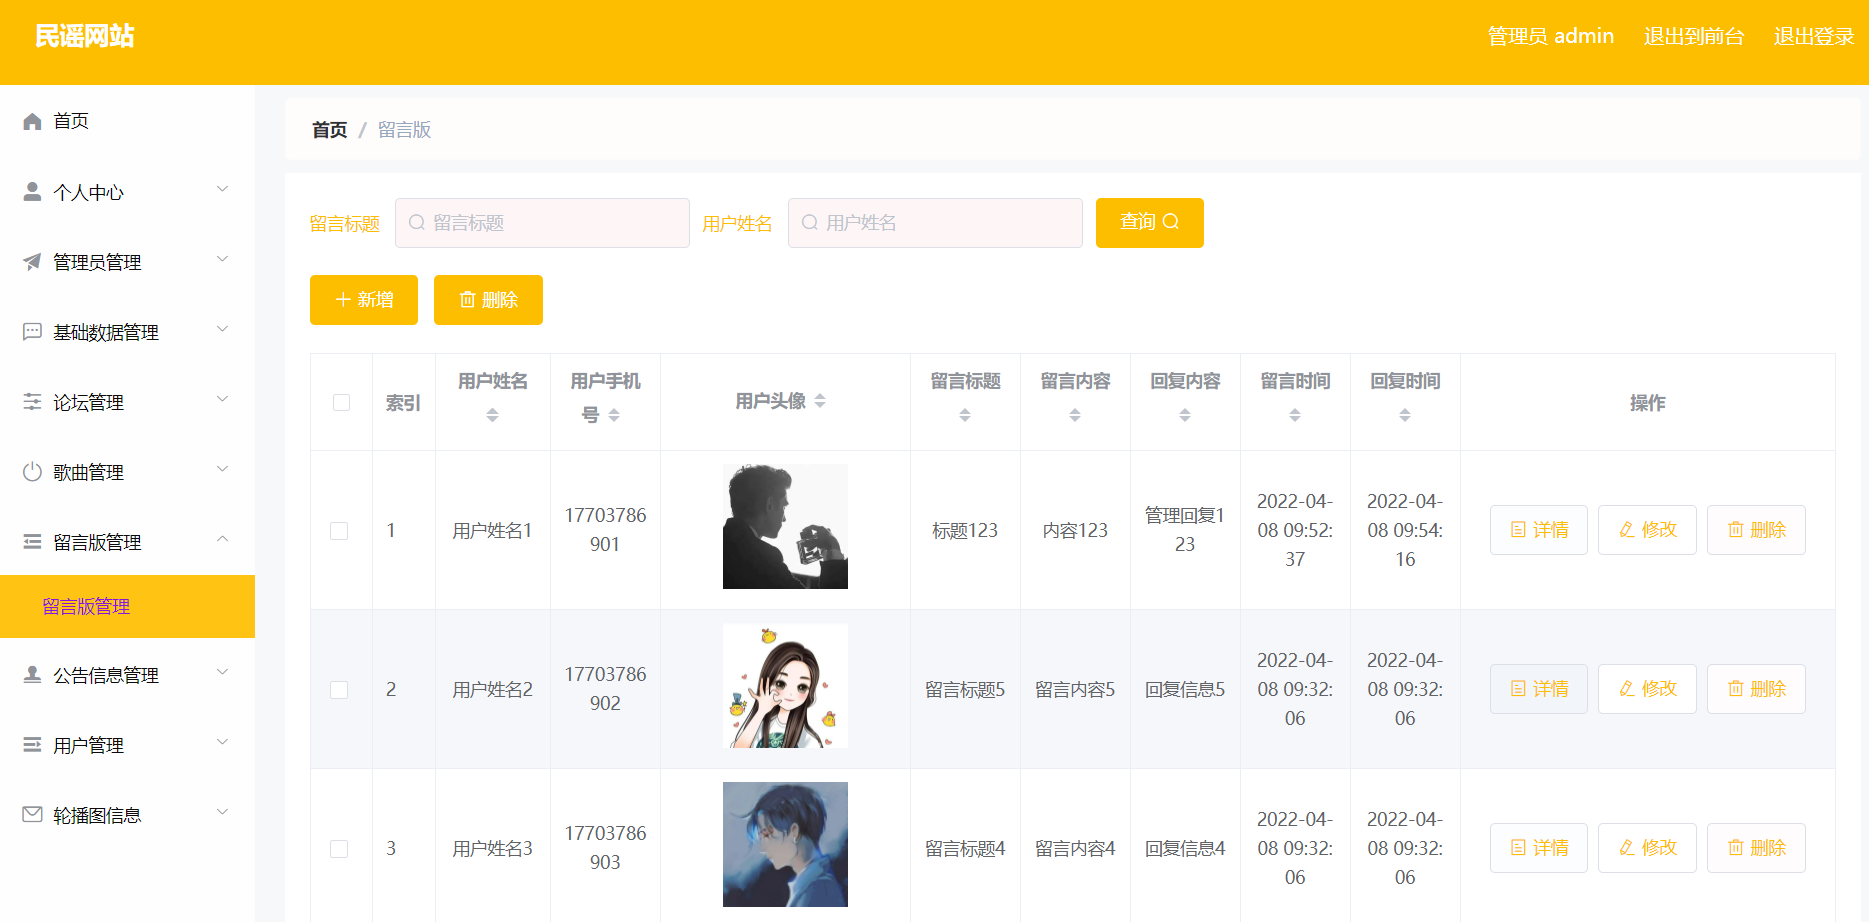 民谣网站
管理员 admin 退出到前台 退出登录
首页
个人中心
管理员管理
基础数据管理
论坛管理
歌曲管理
留言版管理
留言版管理
公告信息管理
用户管理
轮播图信息
首页 / 留言版
留言标题 留言标题 用户姓名 用户姓名 查询
新增 删除
索引 用户姓名 用户手机号 用户头像 留言标题 留言内容 回复内容 留言时间 回复时间 操作
1 用户姓名1 17703786901 标题123 内容123 管理回复123 2022-04-08 09:52:37 2022-04-08 09:54:16 详情 修改 删除
2 用户姓名2 17703786902 留言标题5 留言内容5 回复信息5 2022-04-08 09:32:06 2022-04-08 09:32:06 详情 修改 删除
3 用户姓名3 17703786903 留言标题4 留言内容4 回复信息4 2022-04-08 09:32:06 2022-04-08 09:32:06 详情 修改 删除